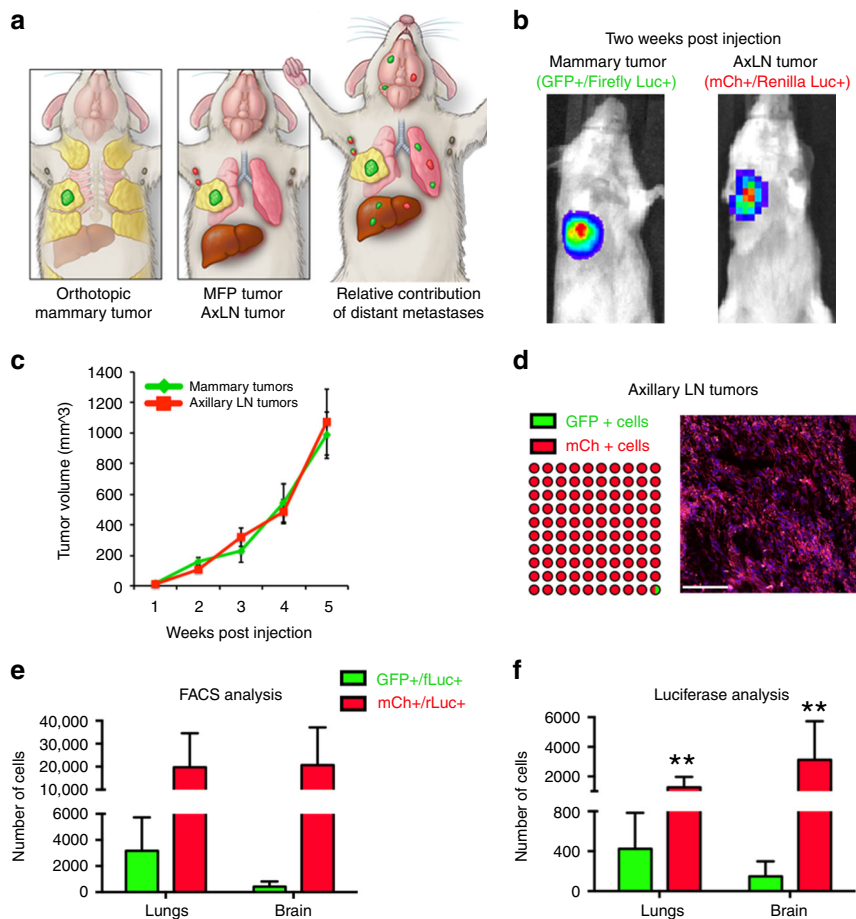 a
Orthotopic
mammary tumor
MFP tumor
AxLN tumor
Relative contribution
of distant metastases
b
Two weeks post injection
Mammary tumor
(GFP+/Firefly Luc+)
AxLN tumor
(mCh+/Renilla Luc+)
c
Tumor volume (mm^3)
1400
1200
1000
800
600
400
200
0
Mammary tumors
Axillary LN tumors
1 2 3 4 5
Weeks post injection
d
Axillary LN tumors
GFP + cells
mCh + cells
e
FACS analysis
GFP+/fLuc+
mCh+/rLuc+
Number of cells
40,000
30,000
20,000
10,000
6000
4000
2000
0
Lungs Brain
f
Luciferase analysis
Number of cells
6000
4000
2000
800
400
0
**
**
Lungs Brain